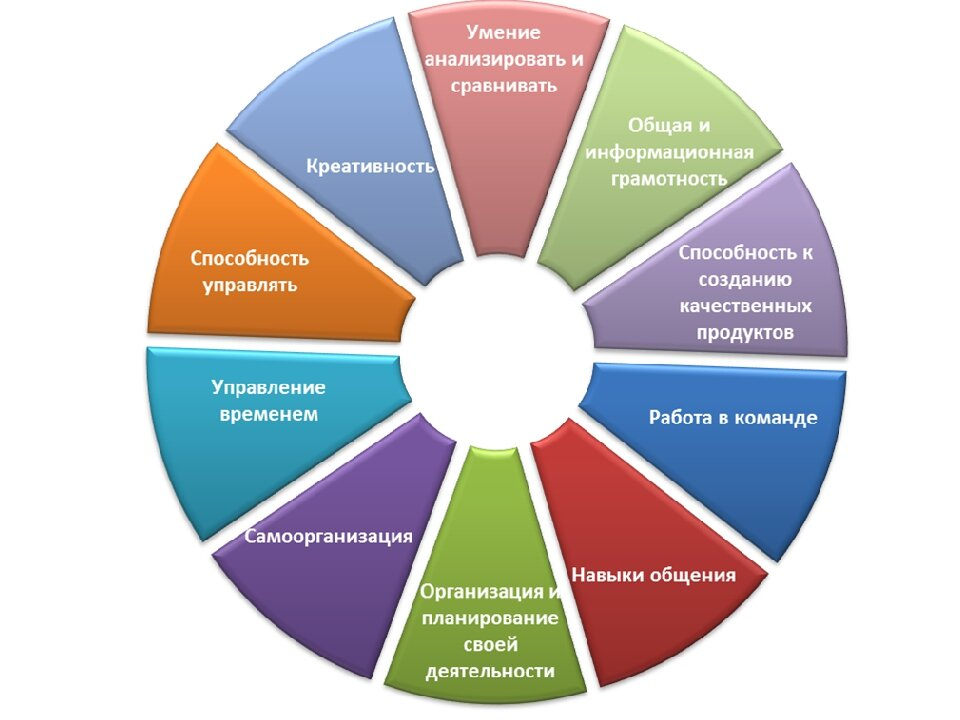 Умение
анализировать и
сравнивать
Общая и
информационная
грамотность
Способность к
созданию
качественных
продуктов
Работа в команде
Навыки общения
Организация и
планирование
своей
деятельности
Самоорганизация
Управление
временем
Способность
управлять
Креативность